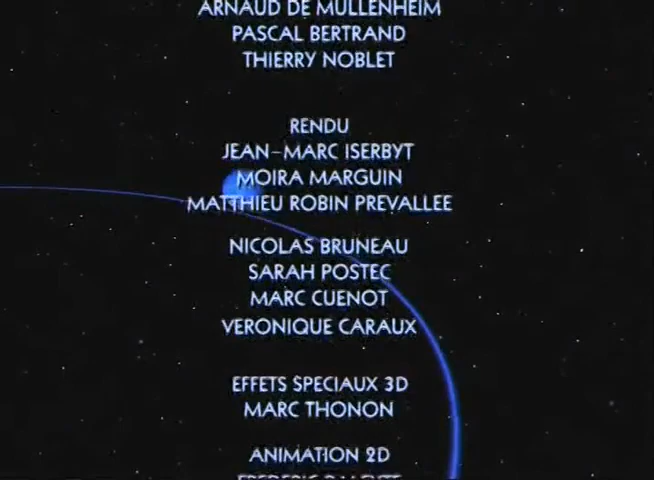 ARNAUD DE MULLENHEIM
PASCAL BERTRAND
THIERRY NOBLET
RENDU
JEAN-MARC ISERBYT
MOIRA MARGUIN
MATTHIEU ROBIN PREVALLEE
NICOLAS BRUNEAU
SARAH POSTEC
MARC CUENOT
VERONIQUE CARAUX
EFFETS SPECIAUX 3D
MARC THONON
ANIMATION 2D